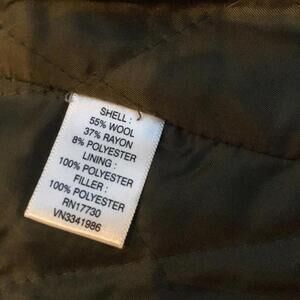 SHELL :
55% WOOL
37% RAYON
8% POLYESTER
LINING :
100% POLYESTER
FILLER :
100% POLYESTER
RN17730
VN3341986